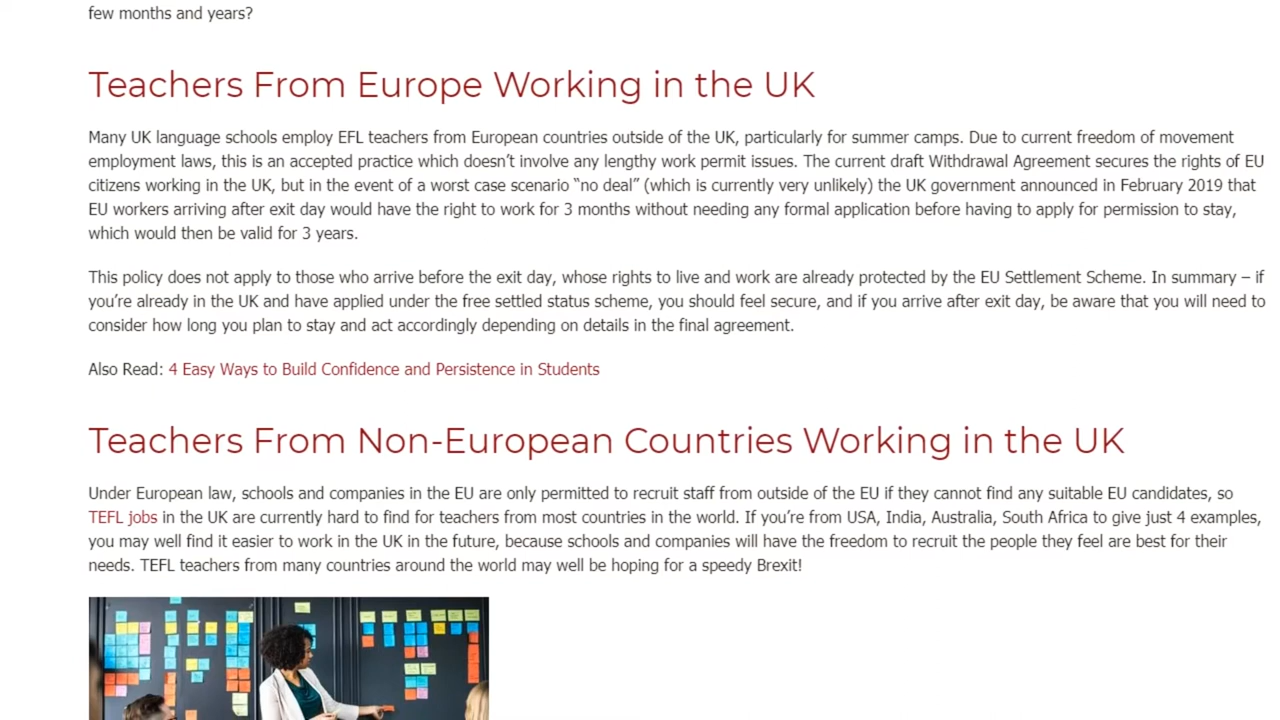 few months and years?
Teachers From Europe Working in the UK
Many UK language schools employ EFL teachers from European countries outside of the UK, particularly for summer camps. Due to current freedom of movement
employment laws, this is an accepted practice which doesn’t involve any lengthy work permit issues. The current draft Withdrawal Agreement secures the rights of EU
citizens working in the UK, but in the event of a worst case scenario “no deal” (which is currently very unlikely) the UK government announced in February 2019 that
EU workers arriving after exit day would have the right to work for 3 months without needing any formal application before having to apply for permission to stay,
which would then be valid for 3 years.
This policy does not apply to those who arrive before the exit day, whose rights to live and work are already protected by the EU Settlement Scheme. In summary – if
you’re already in the UK and have applied under the free settled status scheme, you should feel secure, and if you arrive after exit day, be aware that you will need to
consider how long you plan to stay and act accordingly depending on details in the final agreement.
Also Read: 4 Easy Ways to Build Confidence and Persistence in Students
Teachers From Non-European Countries Working in the UK
Under European law, schools and companies in the EU are only permitted to recruit staff from outside of the EU if they cannot find any suitable EU candidates, so
TEFL jobs in the UK are currently hard to find for teachers from most countries in the world. If you’re from USA, India, Australia, South Africa to give just 4 examples,
you may well find it easier to work in the UK in the future, because schools and companies will have the freedom to recruit the people they feel are best for their
needs. TEFL teachers from many countries around the world may well be hoping for a speedy Brexit!